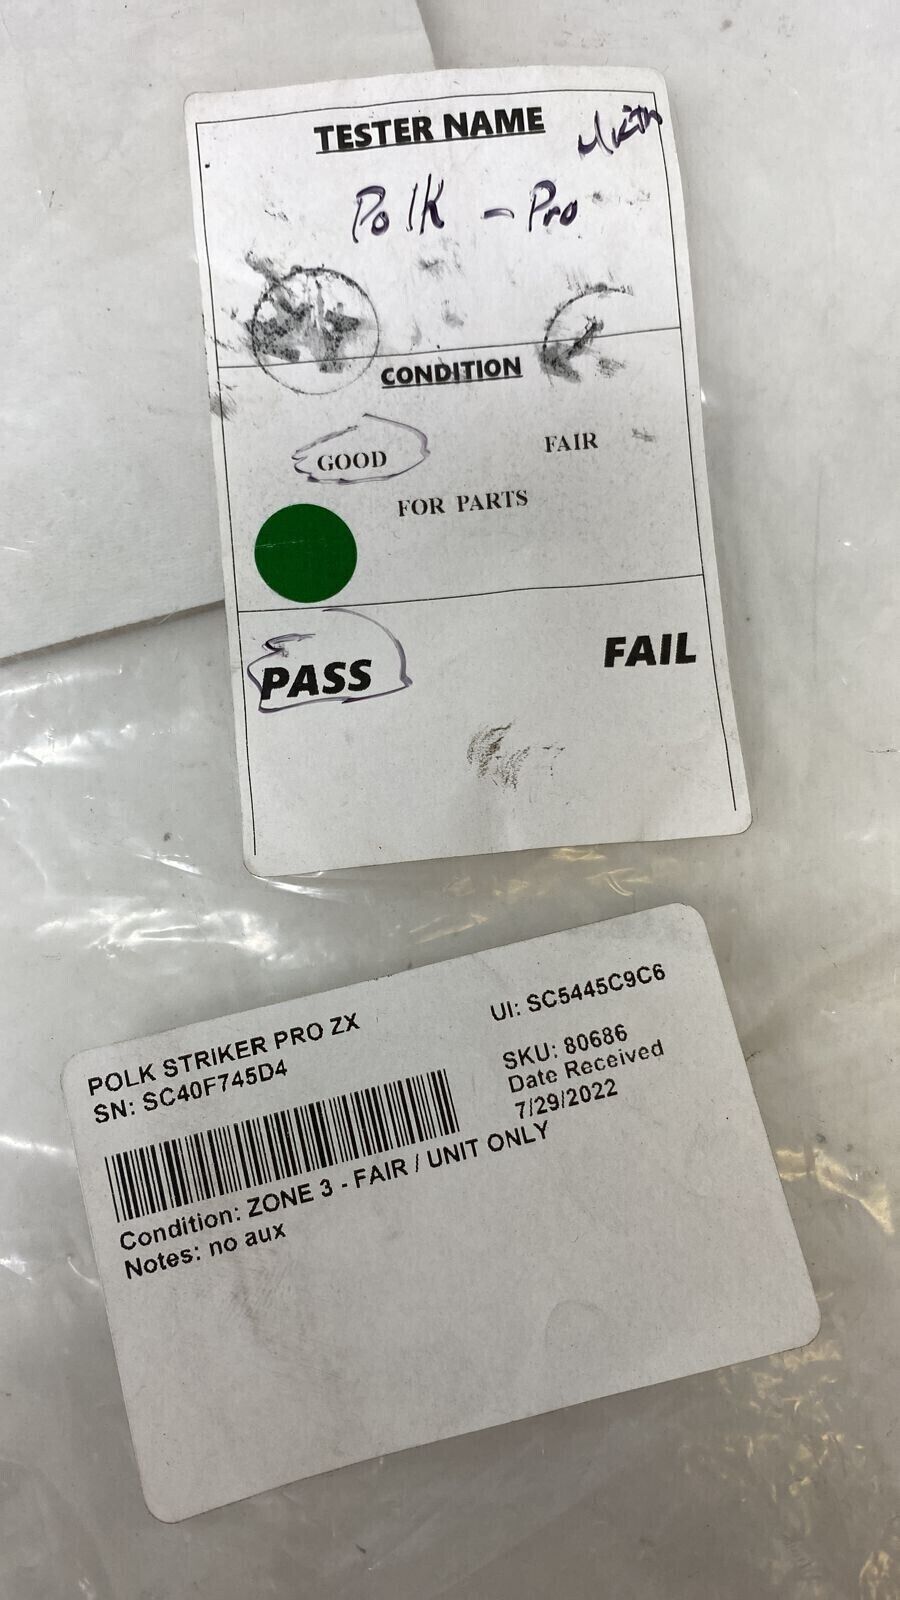 TESTER NAME
Polk - Pro
CONDITION
GOOD FAIR
FOR PARTS
PASS FAIL
POLK STRIKER PRO ZX
SN: SC40F745D4
UI: SC5445C9C6
SKU: 80686
Date Received
7/29/2022
Condition: ZONE 3 - FAIR / UNIT ONLY
Notes: no aux